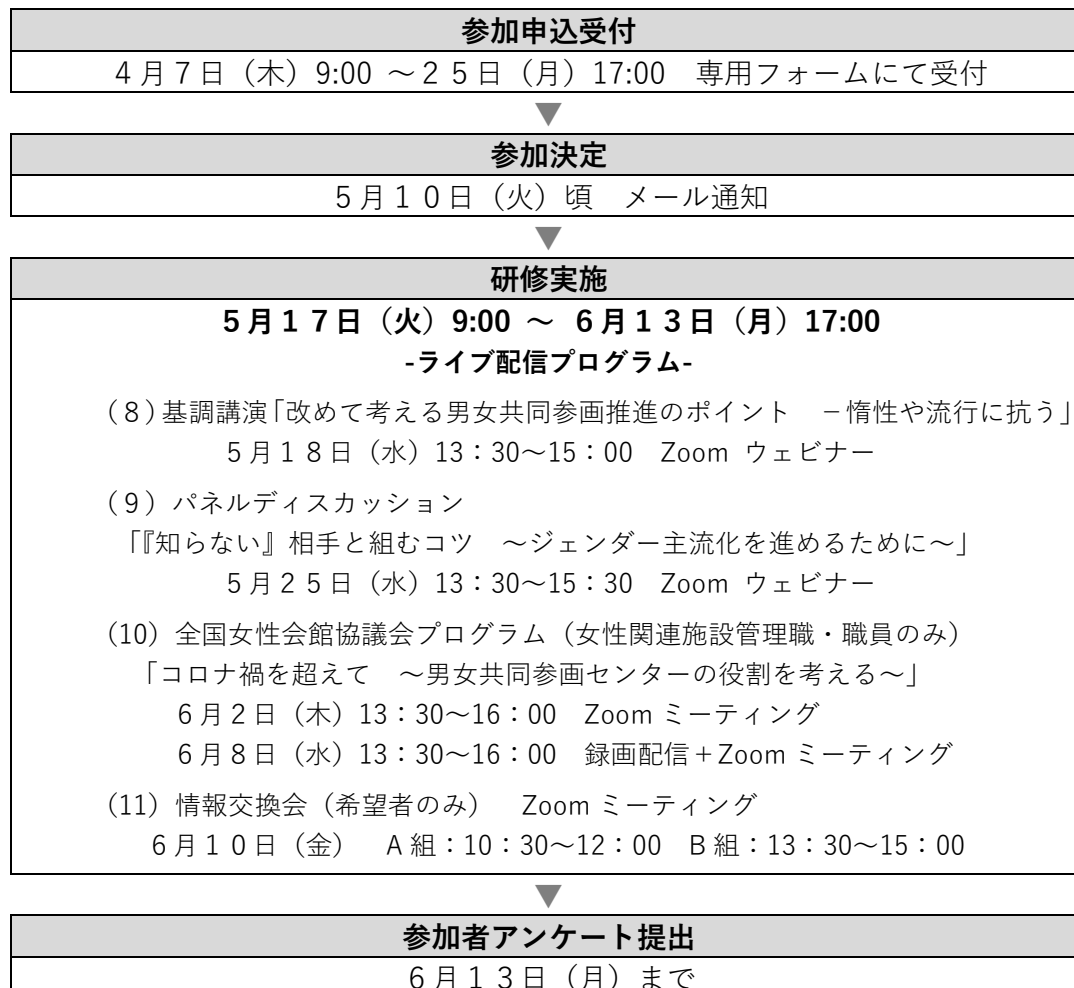 参加申込受付
４月７日（木）9:00 ～２５日（月）17:00　専用フォームにて受付
▼
参加決定
５月１０日（火）頃　メール通知
▼
研修実施
５月１７日（火）9:00 ～ ６月１３日（月）17:00
-ライブ配信プログラム-
（８）基調講演「改めて考える男女共同参画推進のポイント　－惰性や流行に抗う」
５月１８日（水）13：30～15：00　Zoom ウェビナー
（９）パネルディスカッション
「『知らない』相手と組むコツ　～ジェンダー主流化を進めるために～」
５月２５日（水）13：30～15：30　Zoom ウェビナー
（10）全国女性会館協議会プログラム（女性関連施設管理職・職員のみ）
「コロナ禍を超えて　～男女共同参画センターの役割を考える～」
６月２日（木）13：30～16：00　Zoom ミーティング
６月８日（水）13：30～16：00　録画配信＋Zoom ミーティング
（11）情報交換会（希望者のみ）　Zoom ミーティング
６月１０日（金）　A 組：10：30～12：00　B 組：13：30～15：00
▼
参加者アンケート提出
６月１３日（月）まで